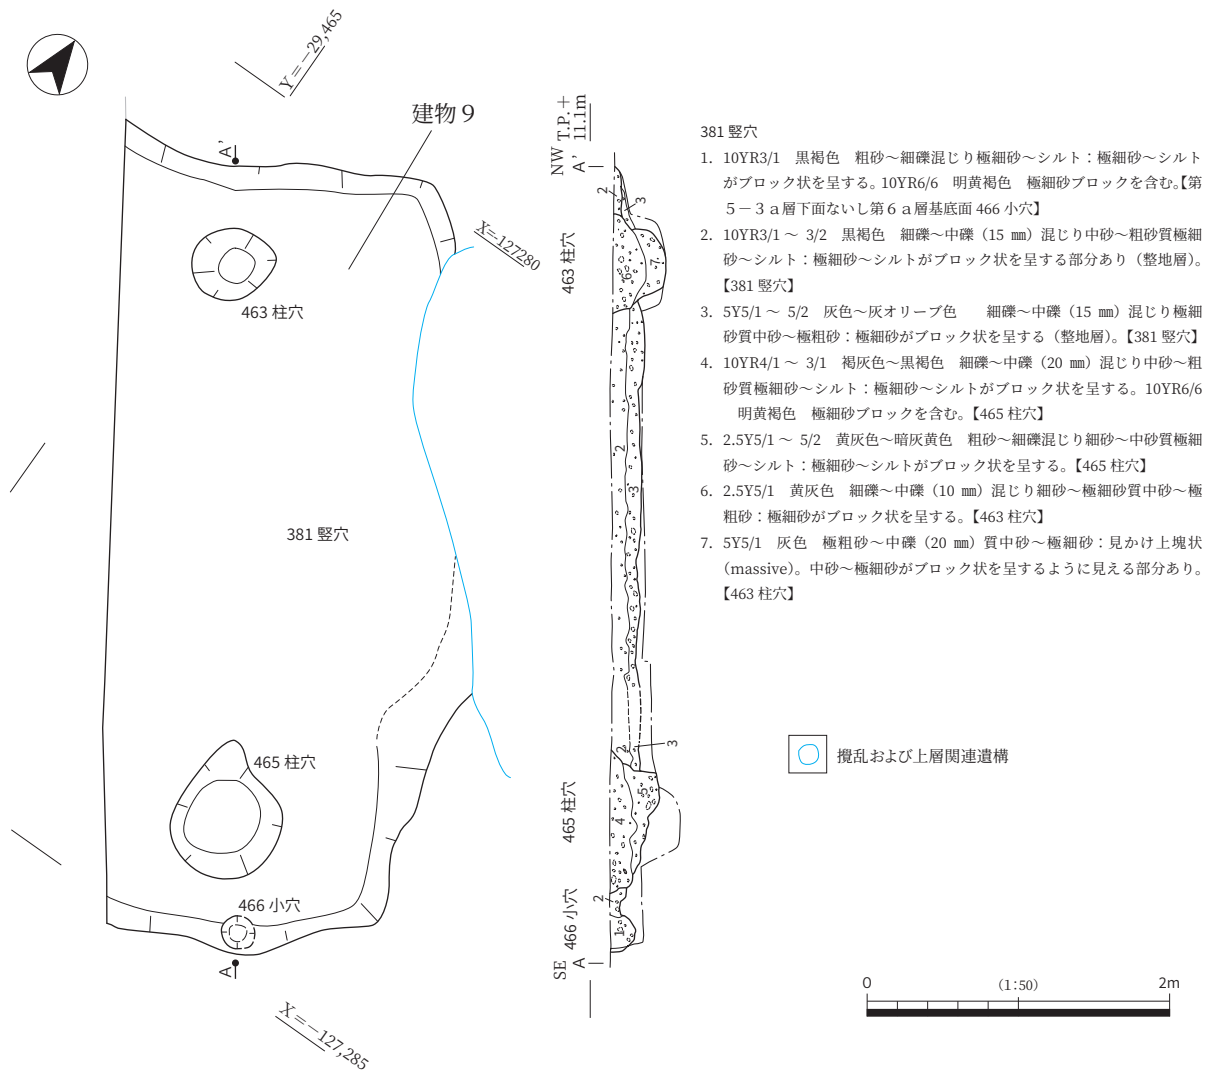 Y＝－29,465
建物９
A’
X=-127280
463 柱穴
381 竪穴
465 柱穴
466 小穴
A
X＝－127,285
T.P.＋
11.1m
NW
A’
2
3
463 柱穴
6
7
2
3
2
3
465 柱穴
5
4
2
466 小穴
1
SE
A
381 竪穴
1．10YR3/1　黒褐色　粗砂～細礫混じり極細砂～シルト：極細砂～シルト
がブロック状を呈する。10YR6/6　明黄褐色　極細砂ブロックを含む。【第
５－３ａ層下面ないし第６ａ層基底面 466 小穴】
2．10YR3/1 ～ 3/2　黒褐色　細礫～中礫（15 ㎜）混じり中砂～粗砂質極細
砂～シルト：極細砂～シルトがブロック状を呈する部分あり（整地層）。
【381 竪穴】
3．5Y5/1 ～ 5/2　灰色～灰オリーブ色　　細礫～中礫（15 ㎜）混じり極細
砂質中砂～極粗砂：極細砂がブロック状を呈する（整地層）。【381 竪穴】
4．10YR4/1 ～ 3/1　褐灰色～黒褐色　細礫～中礫（20 ㎜）混じり中砂～粗
砂質極細砂～シルト：極細砂～シルトがブロック状を呈する。10YR6/6
明黄褐色　極細砂ブロックを含む。【465 柱穴】
5．2.5Y5/1 ～ 5/2　黄灰色～暗灰黄色　粗砂～細礫混じり細砂～中砂質極細
砂～シルト：極細砂～シルトがブロック状を呈する。【465 柱穴】
6．2.5Y5/1　黄灰色　細礫～中礫（10 ㎜）混じり細砂～極細砂質中砂～極
粗砂：極細砂がブロック状を呈する。【463 柱穴】
7．5Y5/1　灰色　極粗砂～中礫（20 ㎜）質中砂～極細砂：見かけ上塊状
（massive）。中砂～極細砂がブロック状を呈するように見える部分あり。
【463 柱穴】
攪乱および上層関連遺構
0
（1：50）
2m